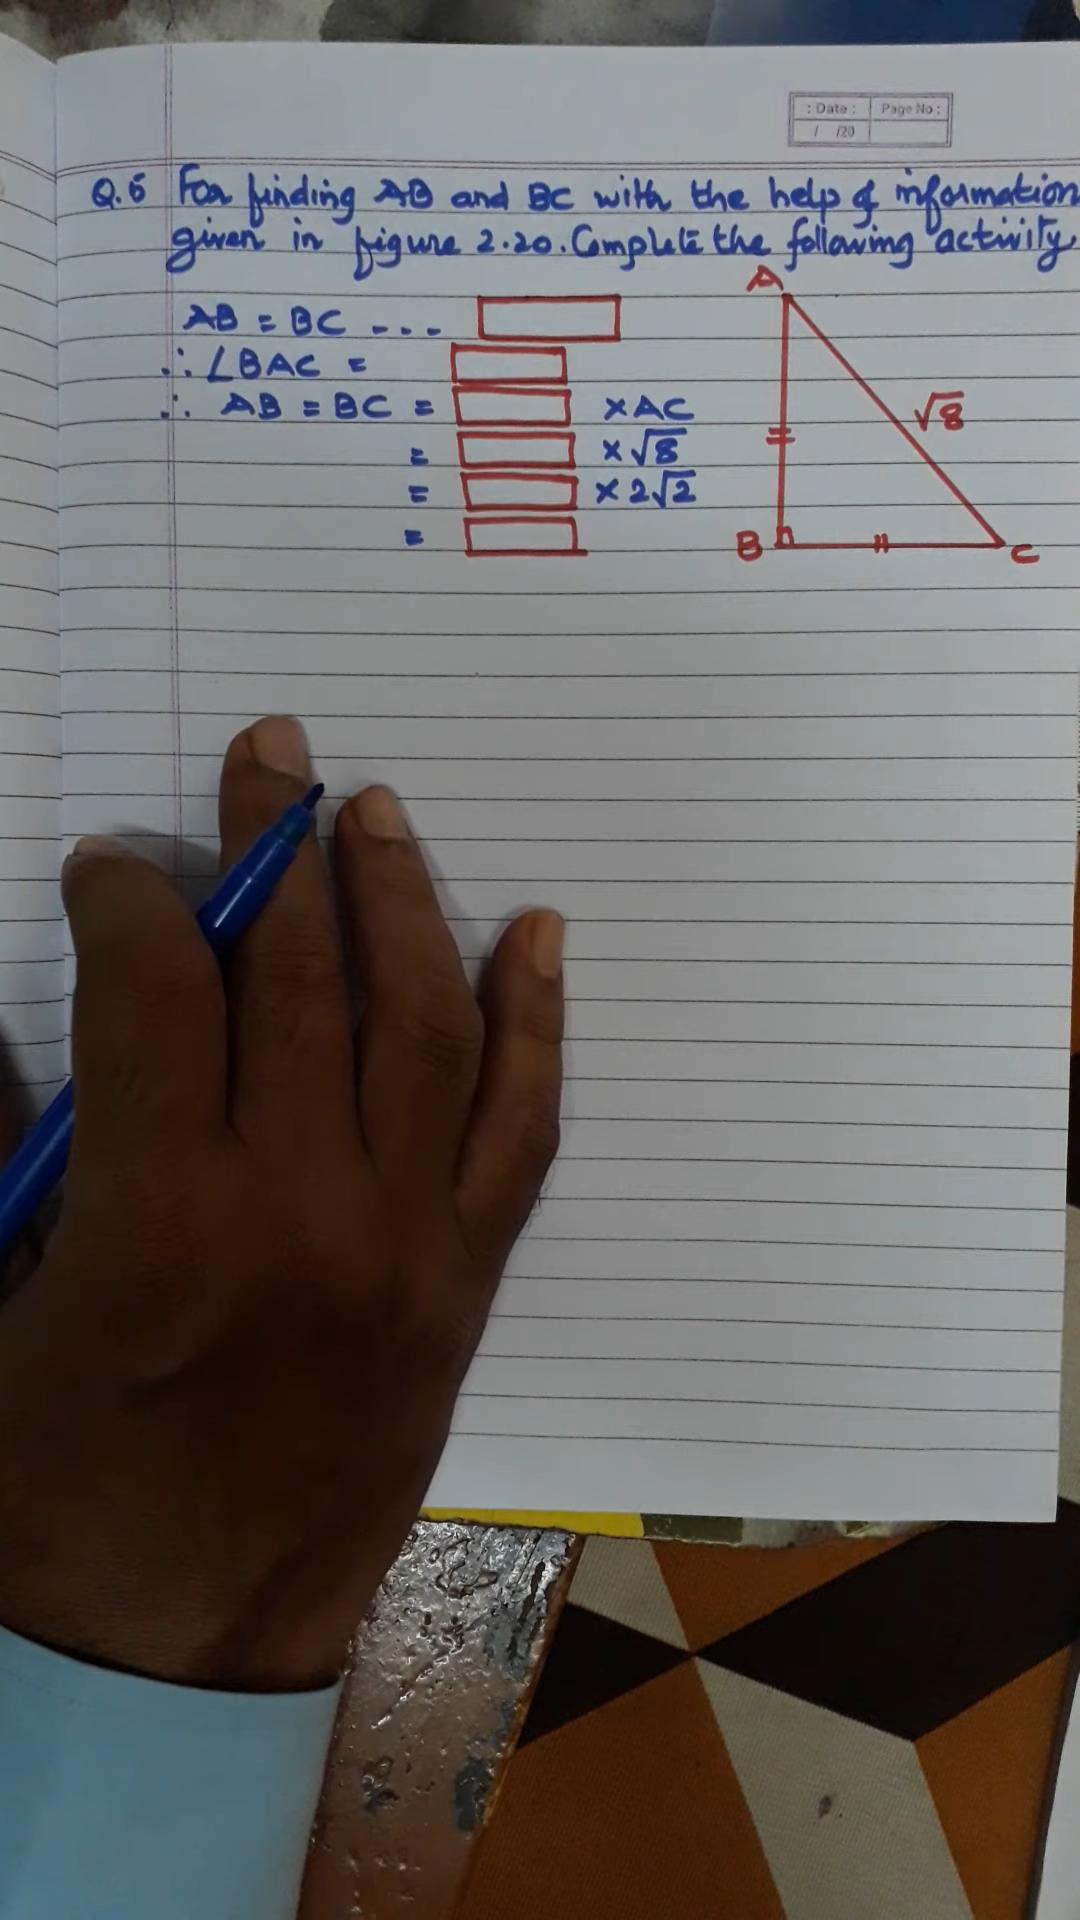 : Date : Page No :
/ /20
Q.5 For finding AB and BC with the help of information
given in figure 2.20. Complete the following activity.
AB = BC ---
∴ ∠BAC =
∴ AB = BC = × AC
= × √8
= × 2√2
=
A
√8
B
C